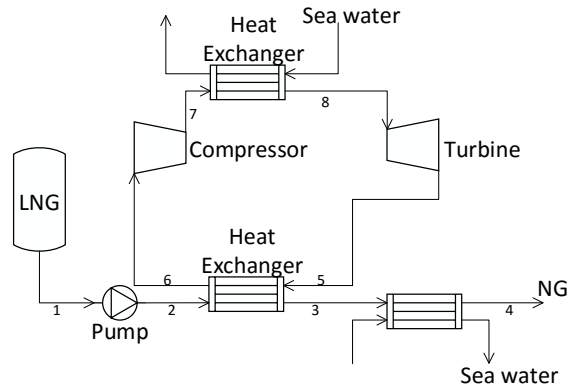 Heat
Exchanger
Sea water
7
8
Compressor
Turbine
LNG
Heat
Exchanger
6
5
1
2
3
4
NG
Pump
Sea water